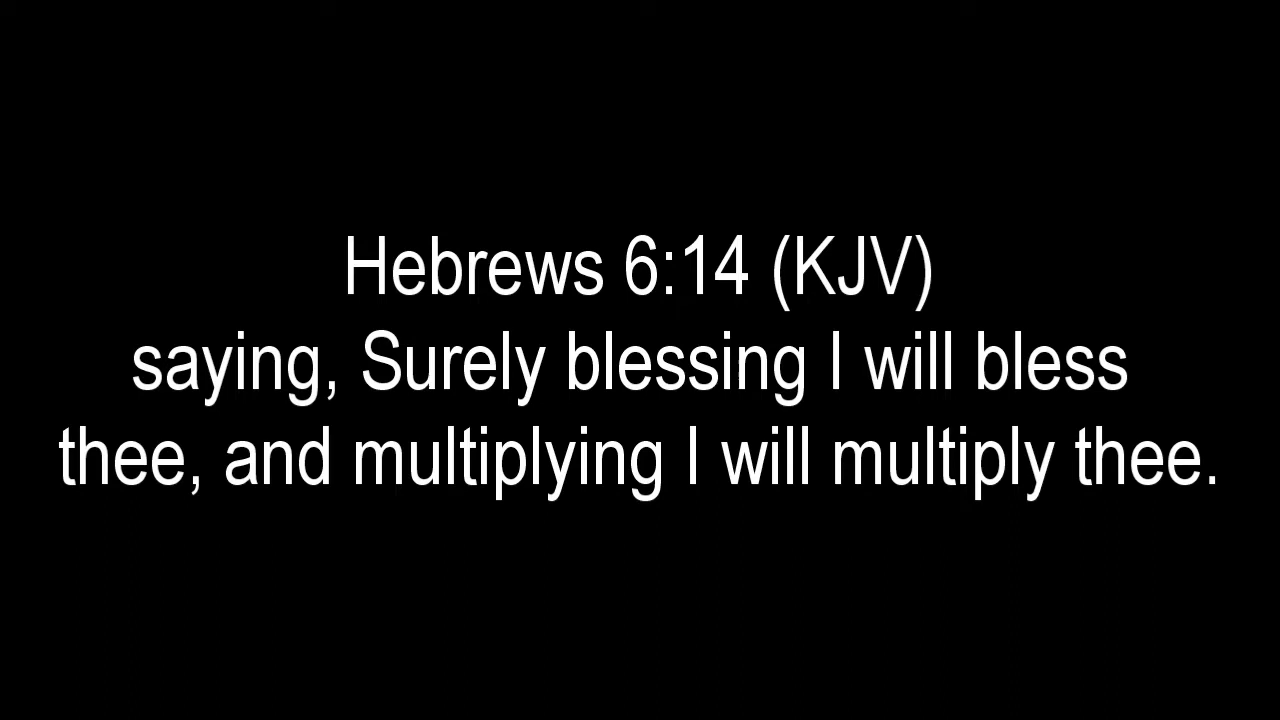 Hebrews 6:14 (KJV)
saying, Surely blessing I will bless
thee, and multiplying I will multiply thee.